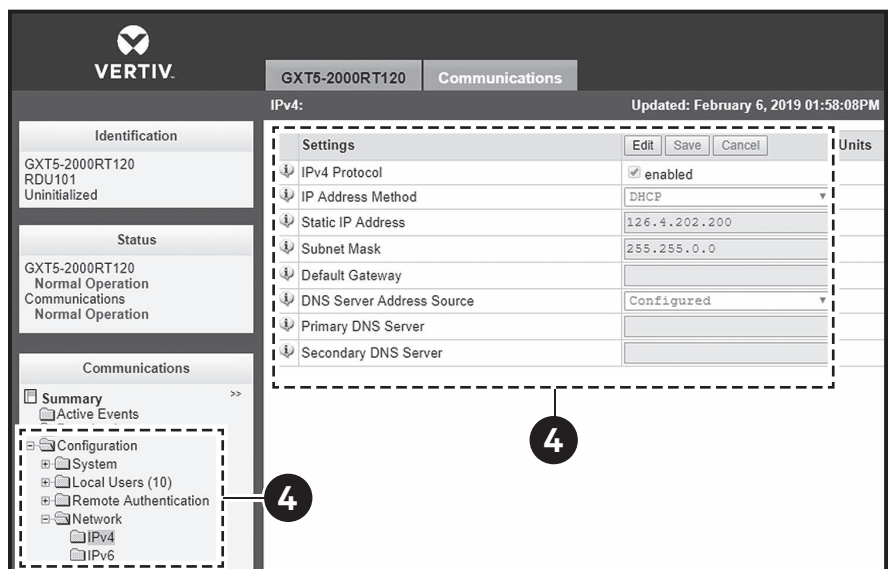 VERTIV.
GXT5-2000RT120
Communications
IPv4:
Updated: February 6, 2019 01:58:08PM
Identification
GXT5-2000RT120
RDU101
Uninitialized
Status
GXT5-2000RT120
Normal Operation
Communications
Normal Operation
Communications
Summary >>
Active Events
Configuration
System
Local Users (10)
Remote Authentication
Network
IPv4
IPv6
4
Settings Edit Save Cancel Units
IPv4 Protocol enabled
IP Address Method DHCP
Static IP Address 126.4.202.200
Subnet Mask 255.255.0.0
Default Gateway
DNS Server Address Source Configured
Primary DNS Server
Secondary DNS Server
4